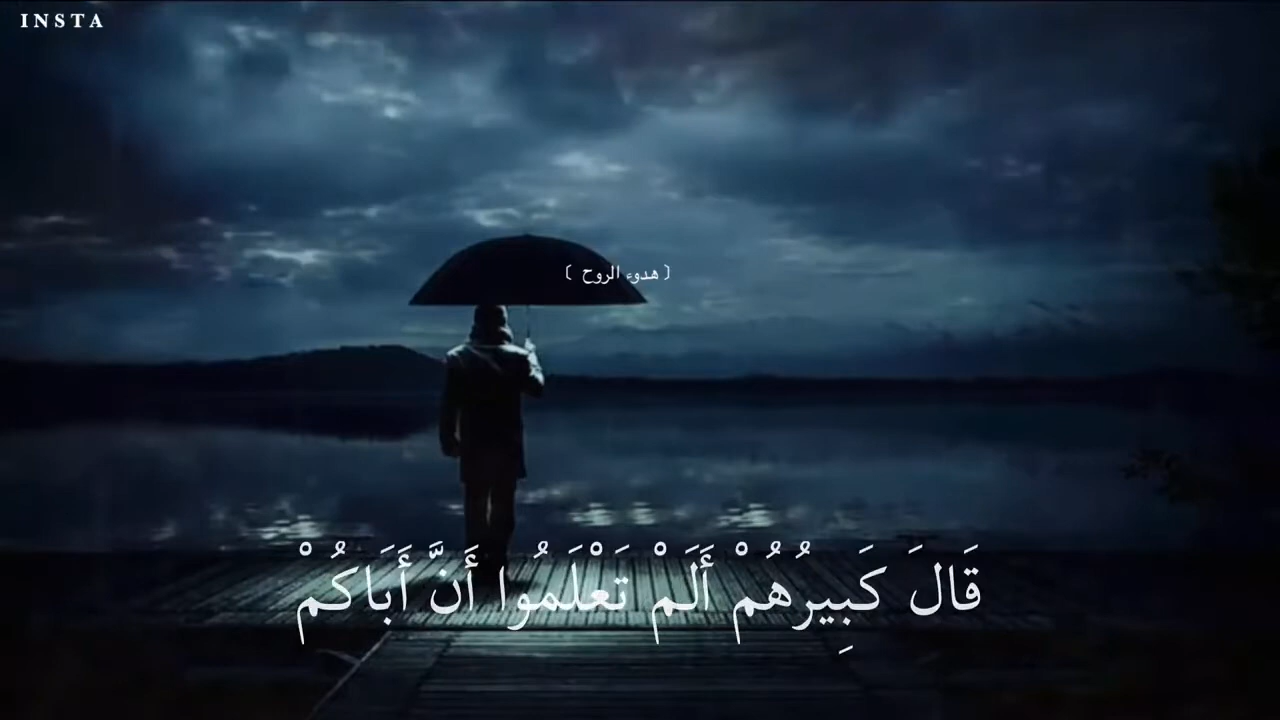 INSTA
﴿ هدوء الروح ﴾
قَالَ كَبِيرُهُمْ أَلَمْ تَعْلَمُوا أَنَّ أَبَاكُمْ